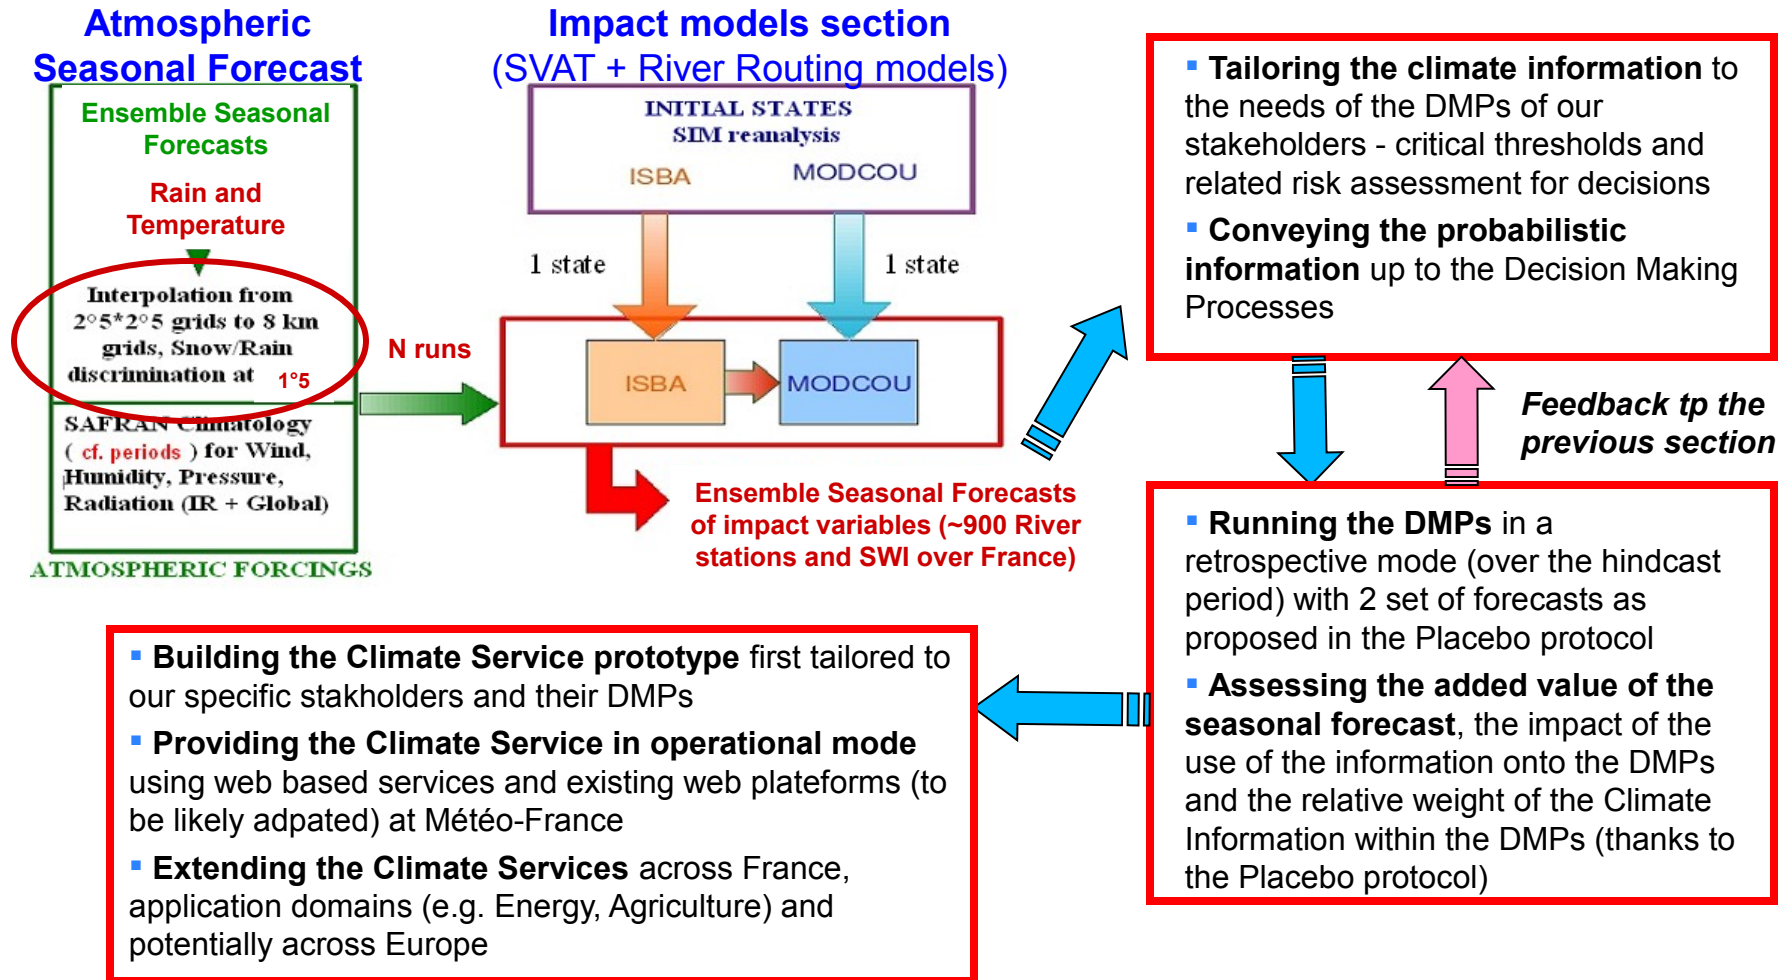 Atmospheric
Seasonal Forecast
Ensemble Seasonal
Forecasts
Rain and
Temperature
Interpolation from
2°5*2°5 grids to 8 km
grids, Snow/Rain
discrimination at 1°5
SAFRAN Climatology
( cf. periods ) for Wind,
Humidity, Pressure,
Radiation (IR + Global)
ATMOSPHERIC FORCINGS
N runs
Impact models section
(SVAT + River Routing models)
INITIAL STATES
SIM reanalysis
ISBA MODCOU
1 state 1 state
ISBA MODCOU
Ensemble Seasonal Forecasts
of impact variables (~900 River
stations and SWI over France)
▪ Tailoring the climate information to
the needs of the DMPs of our
stakeholders - critical thresholds and
related risk assessment for decisions
▪ Conveying the probabilistic
information up to the Decision Making
Processes
Feedback tp the
previous section
▪ Running the DMPs in a
retrospective mode (over the hindcast
period) with 2 set of forecasts as
proposed in the Placebo protocol
▪ Assessing the added value of the
seasonal forecast, the impact of the
use of the information onto the DMPs
and the relative weight of the Climate
Information within the DMPs (thanks to
the Placebo protocol)
▪ Building the Climate Service prototype first tailored to
our specific stakholders and their DMPs
▪ Providing the Climate Service in operational mode
using web based services and existing web plateforms (to
be likely adpated) at Météo-France
▪ Extending the Climate Services across France,
application domains (e.g. Energy, Agriculture) and
potentially across Europe